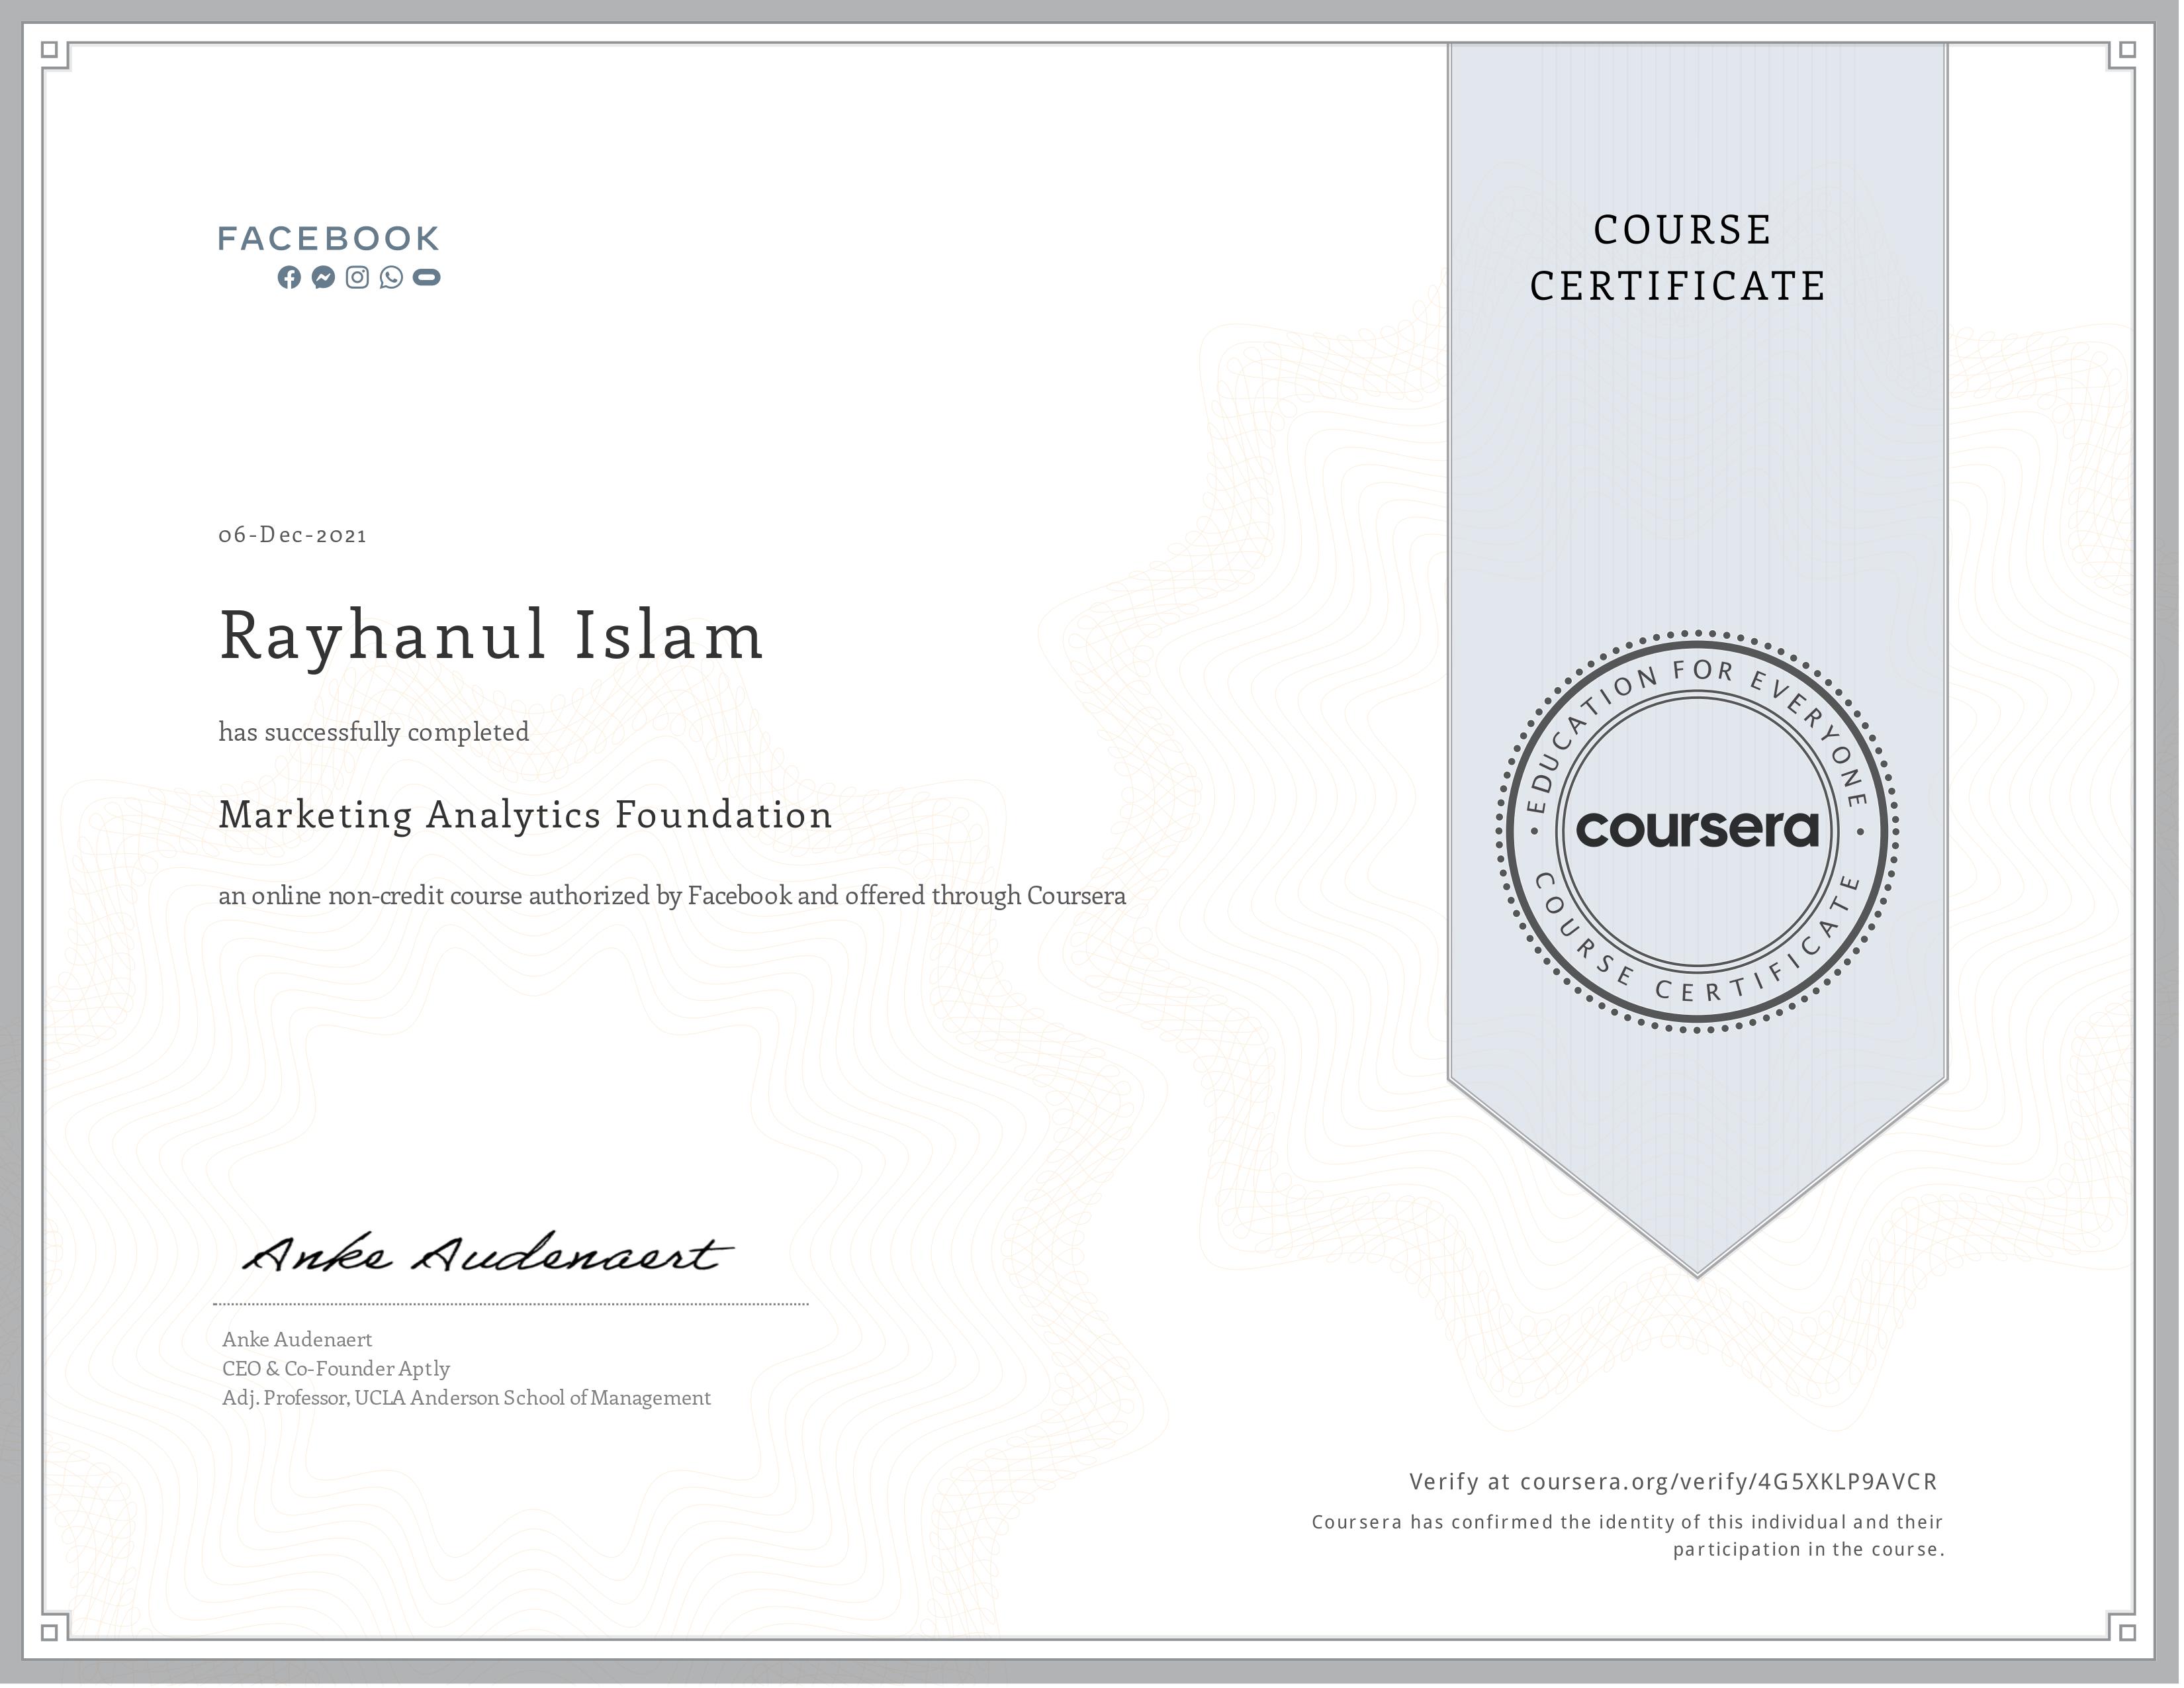 FACEBOOK
COURSE
CERTIFICATE
06-Dec-2021
Rayhanul Islam
has successfully completed
Marketing Analytics Foundation
an online non-credit course authorized by Facebook and offered through Coursera
EDUCATION FOR EVERYONE
coursera
COURSE CERTIFICATE
Anke Audenaert
Anke Audenaert
CEO & Co-Founder Aptly
Adj. Professor, UCLA Anderson School of Management
Verify at coursera.org/verify/4G5XKLP9AVCR
Coursera has confirmed the identity of this individual and their
participation in the course.